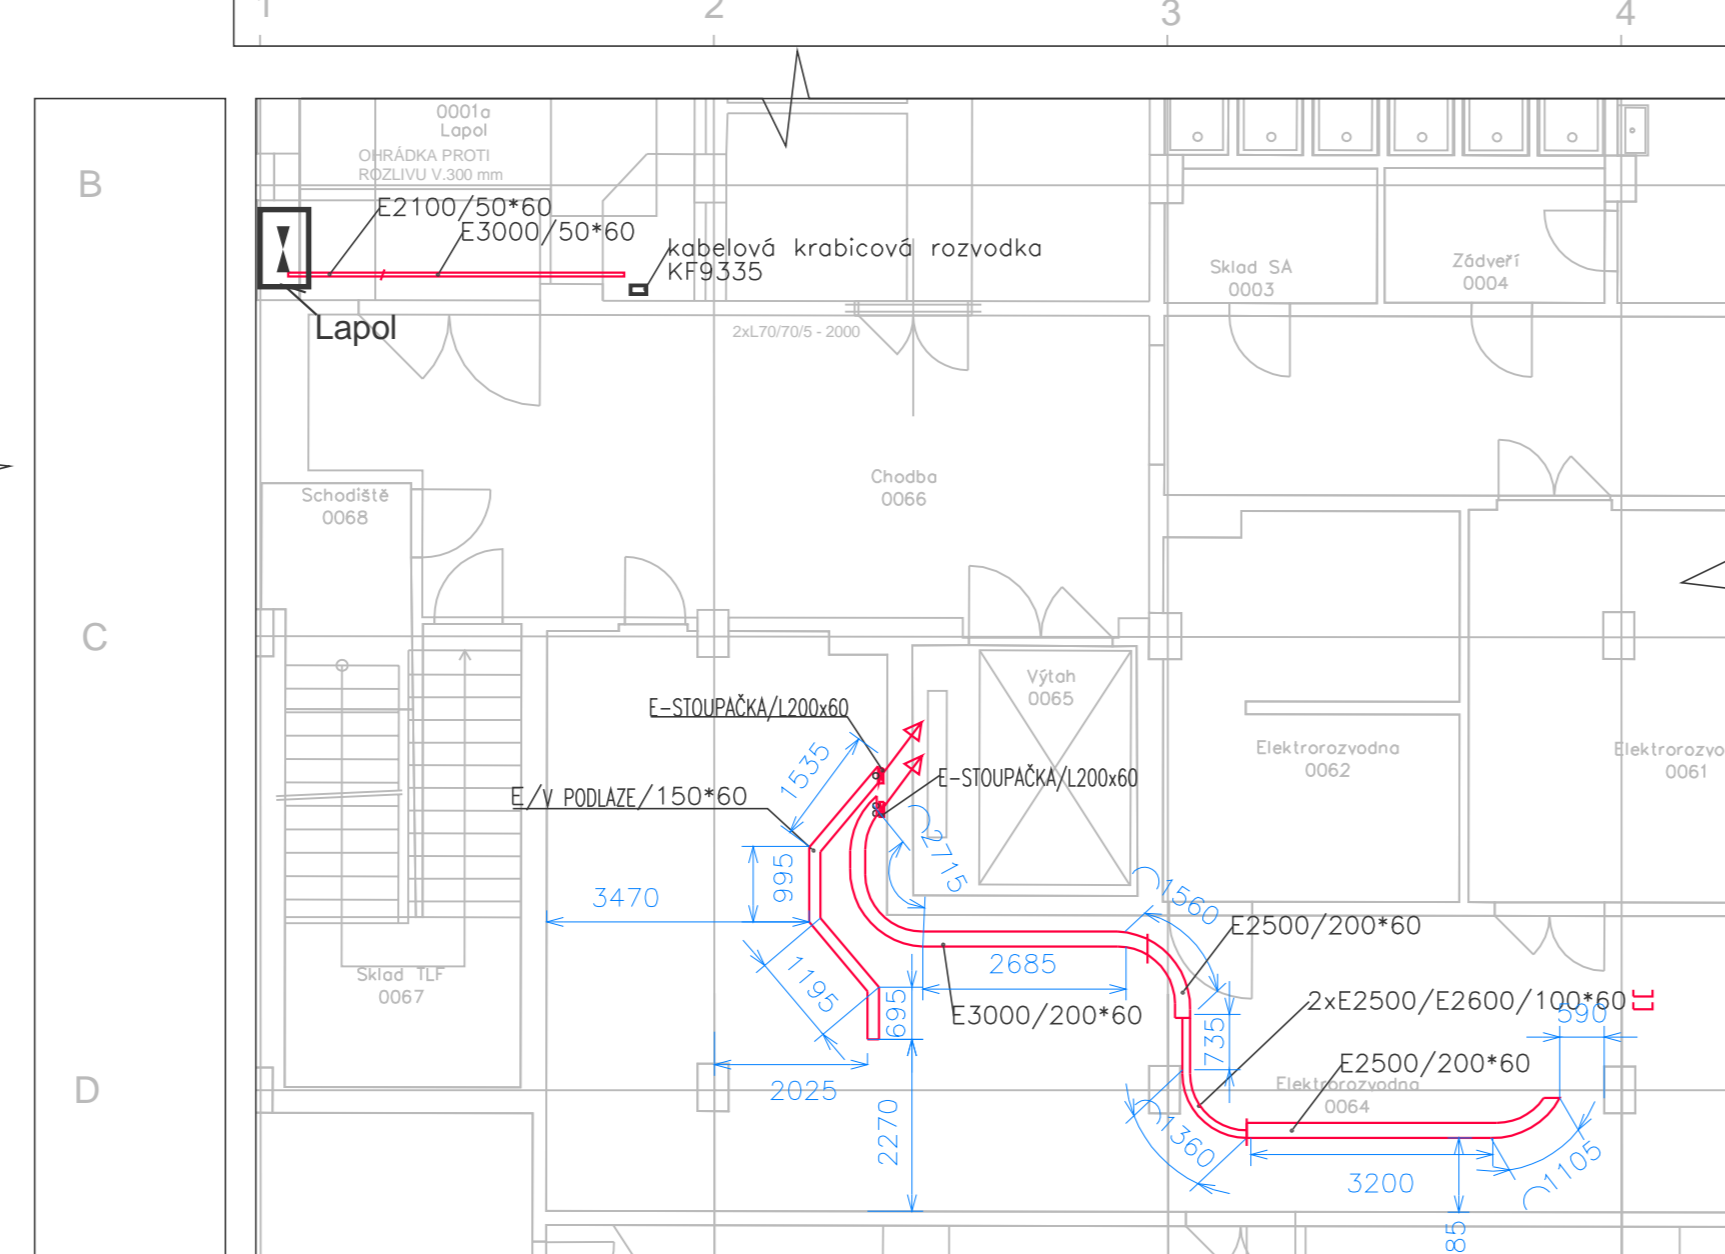 1
2
3
4
B
0001a
Lapol
OHRÁDKA PROTI
ROZLIVU V.300 mm
E2100/50*60
E3000/50*60
kabelová krabicová rozvodka
KF9335
Lapol
2xL70/70/5 - 2000
Sklad SA
0003
Zádveří
0004
Schodiště
0068
Chodba
0066
C
Výtah
0065
E-STOUPAČKA/L200x60
E-STOUPAČKA/L200x60
Elektrorozvodna
0062
Elektrorozvo
0061
1535
E/V PODLAZE/150*60
995
3470
2715
1560
E2500/200*60
2685
Sklad TLF
0067
1195
695
E3000/200*60
2xE2500/E2600/100*60
590
735
E2500/200*60
D
2025
Elektrorozvodna
0064
2270
1360
3200
1105
85